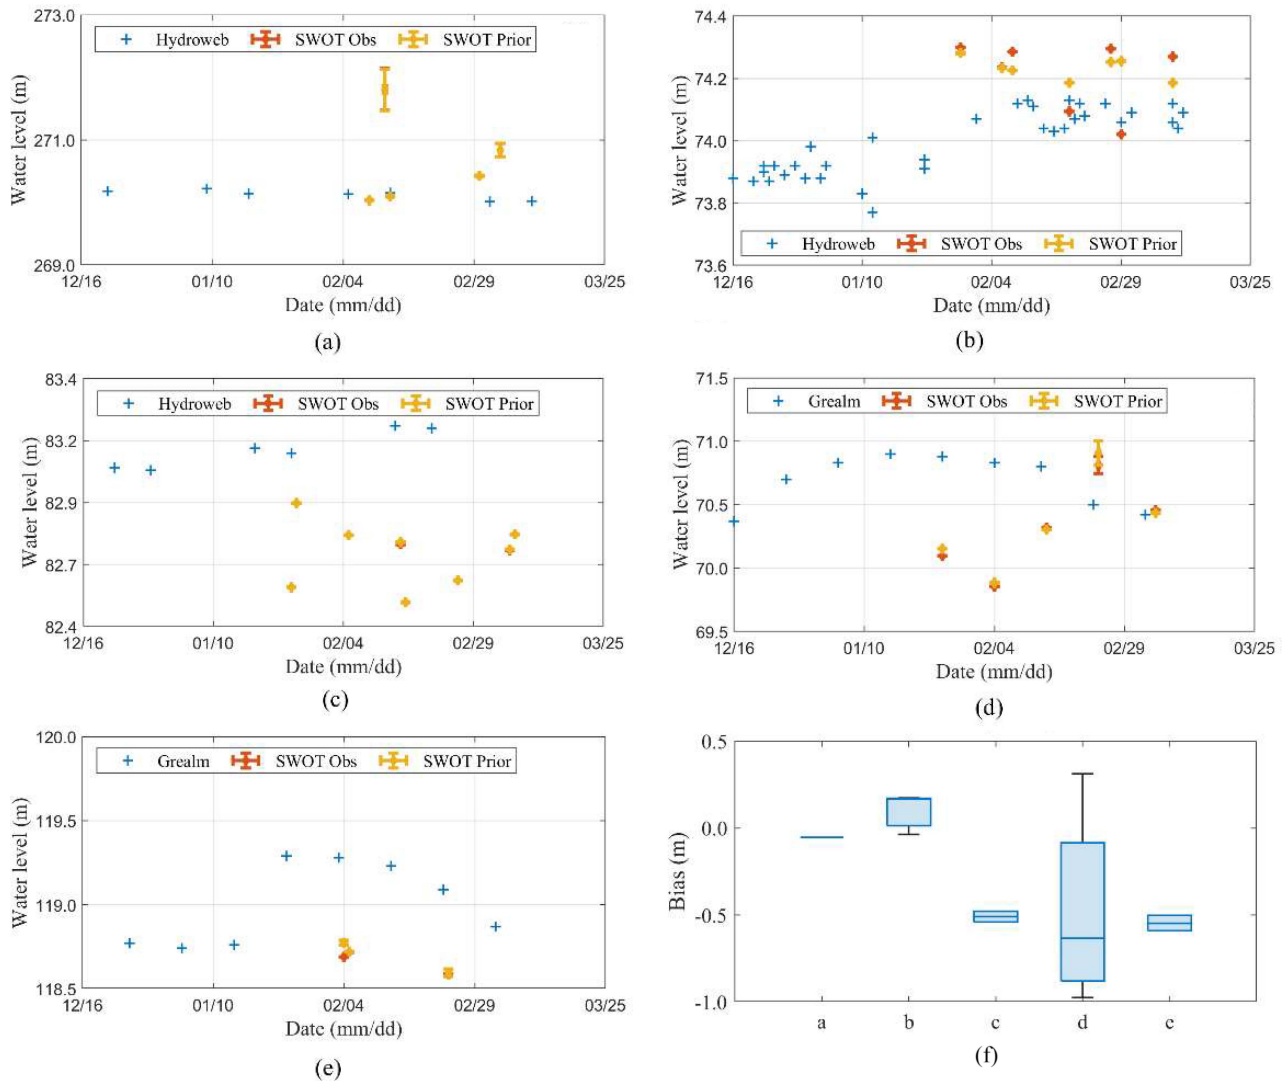 273.0
Hydroweb SWOT Obs SWOT Prior
Water level (m)
271.0
269.0
12/16 01/10 02/04 02/29 03/25
Date (mm/dd)
(a)
74.4
74.2
Water level (m)
74.0
73.8
Hydroweb SWOT Obs SWOT Prior
73.6
12/16 01/10 02/04 02/29 03/25
Date (mm/dd)
(b)
83.4
Hydroweb SWOT Obs SWOT Prior
83.2
Water level (m)
82.9
82.7
82.4
12/16 01/10 02/04 02/29 03/25
Date (mm/dd)
(c)
71.5
Grealm SWOT Obs SWOT Prior
71.0
Water level (m)
70.5
70.0
69.5
12/16 01/10 02/04 02/29 03/25
Date (mm/dd)
(d)
120.0
Grealm SWOT Obs SWOT Prior
119.5
Water level (m)
119.0
118.5
12/16 01/10 02/04 02/29 03/25
Date (mm/dd)
(e)
0.5
0.0
Bias (m)
-0.5
-1.0
a b c d e
(f)